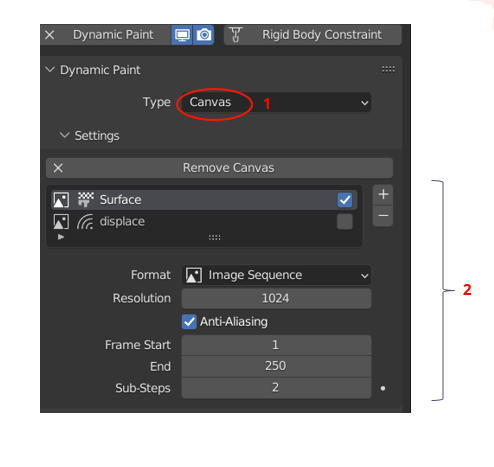 Dynamic Paint Rigid Body Constraint
Dynamic Paint
Type Canvas 1
Settings
Remove Canvas
Surface
displace
2
Format Image Sequence
Resolution 1024
Anti-Aliasing
Frame Start 1
End 250
Sub-Steps 2